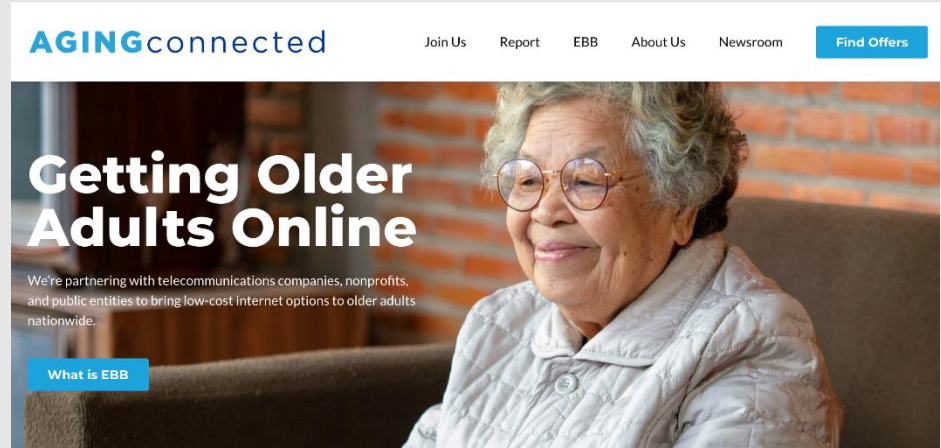 AGINGconnected
Join Us
Report
EBB
About Us
Newsroom
Find Offers
Getting Older
Adults Online
We're partnering with telecommunications companies, nonprofits,
and public entities to bring low-cost internet options to older adults
nationwide.
What is EBB